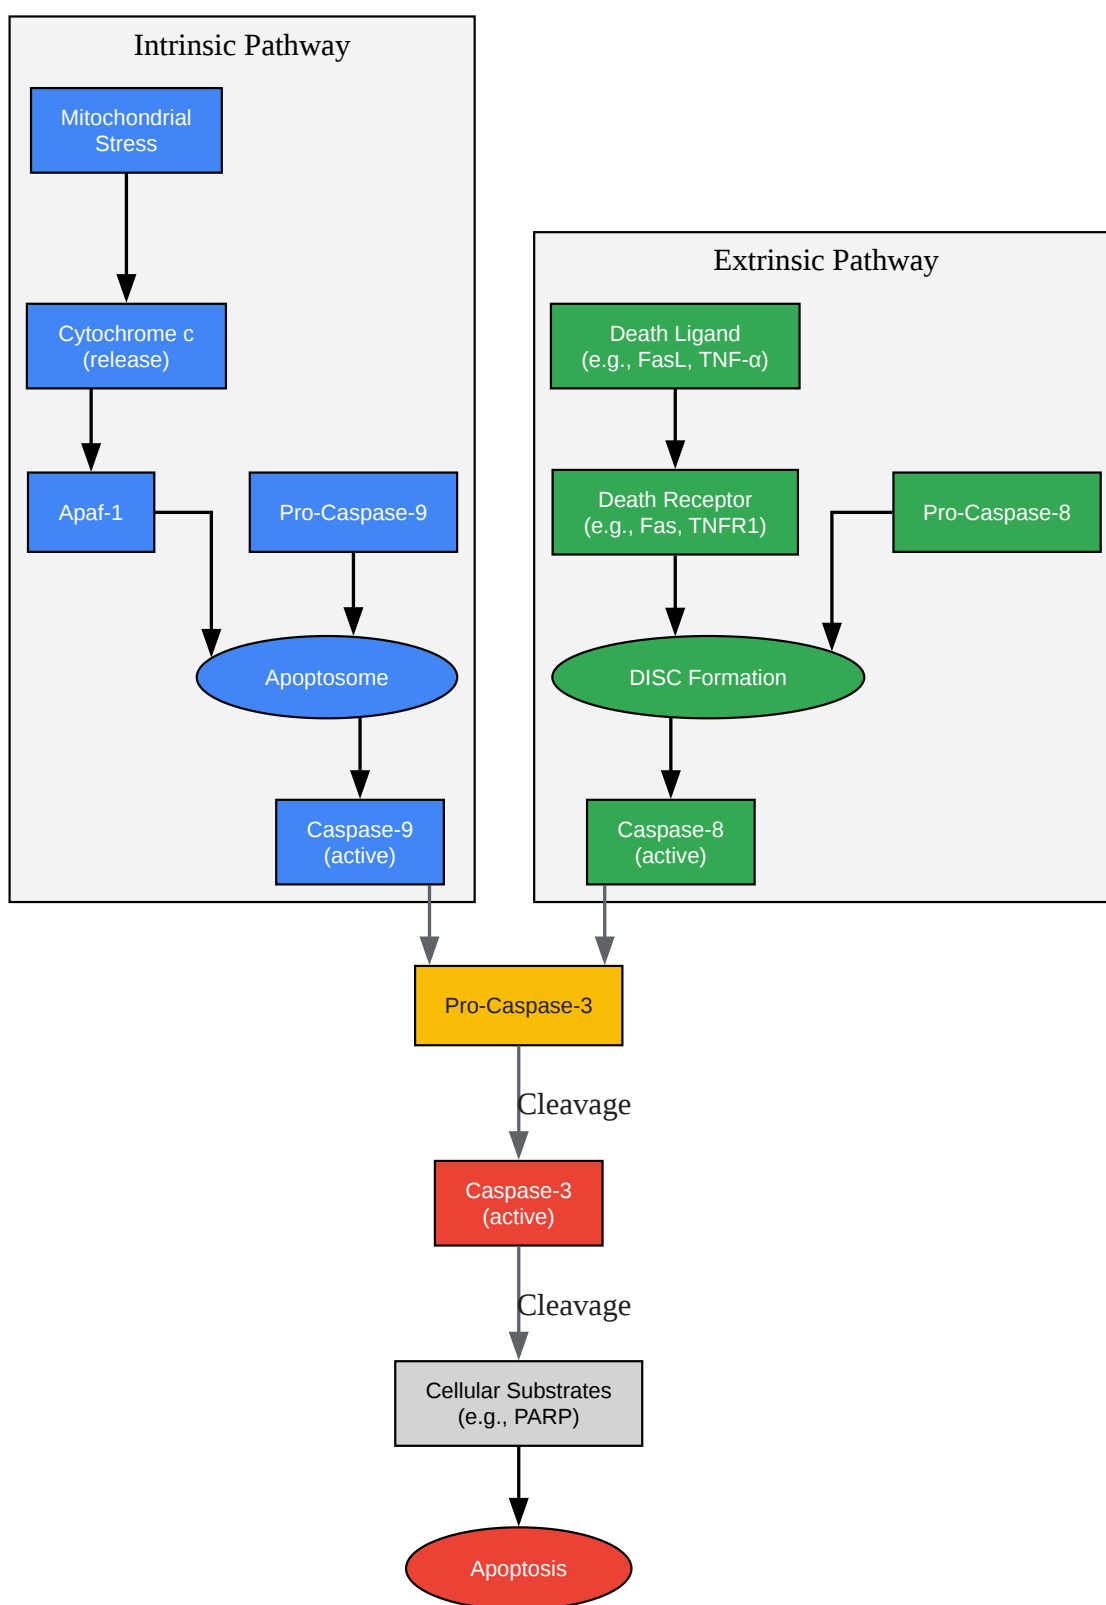 Intrinsic Pathway
Mitochondrial
Stress
Cytochrome c
(release)
Apaf-1
Pro-Caspase-9
Apoptosome
Caspase-9
(active)
Extrinsic Pathway
Death Ligand
(e.g., FasL, TNF-α)
Death Receptor
(e.g., Fas, TNFR1)
Pro-Caspase-8
DISC Formation
Caspase-8
(active)
Pro-Caspase-3
Cleavage
Caspase-3
(active)
Cleavage
Cellular Substrates
(e.g., PARP)
Apoptosis